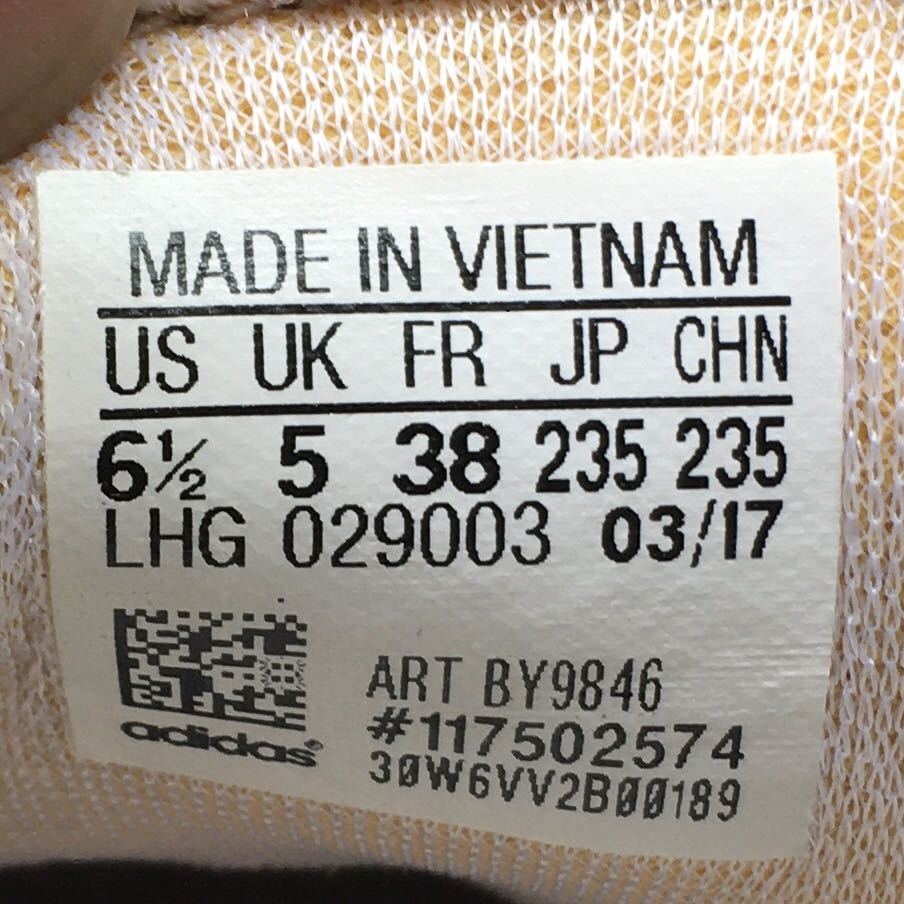 MADE IN VIETNAM
US UK FR JP CHN
6½ 5 38 235 235
LHG 029003 03/17
ART BY9846
#117502574
30W6VV2B00189
adidas®